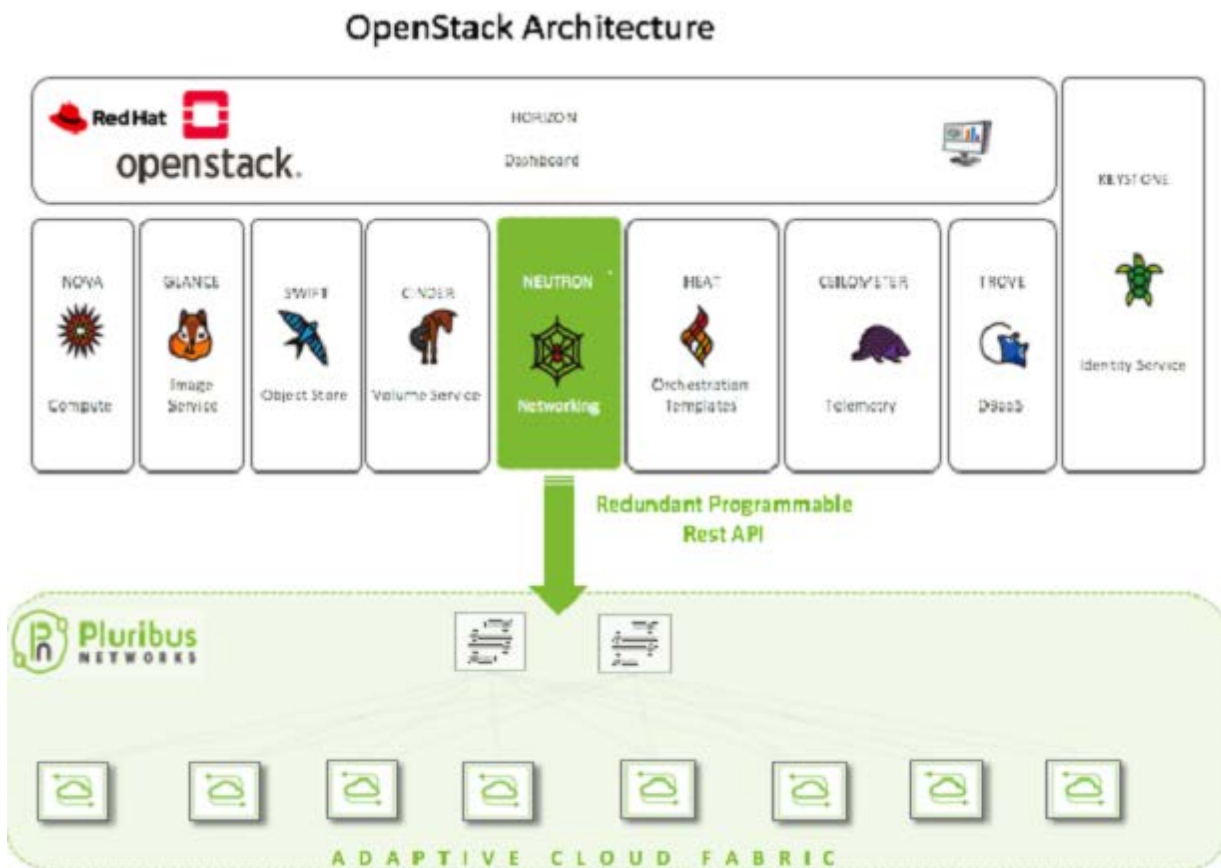 OpenStack Architecture
Red Hat
openstack.
HORIZON
Dashboard
KEYSTONE
Identity Service
NOVA
Compute
GLANCE
Image
Service
SWIFT
Object Store
CINDER
Volume Service
NEUTRON
Networking
HEAT
Orchestration
Templates
CEILOMETER
Telemetry
TROVE
DBaaS
Redundant Programmable
Rest API
Pn
Pluribus
NETWORKS
ADAPTIVE CLOUD FABRIC